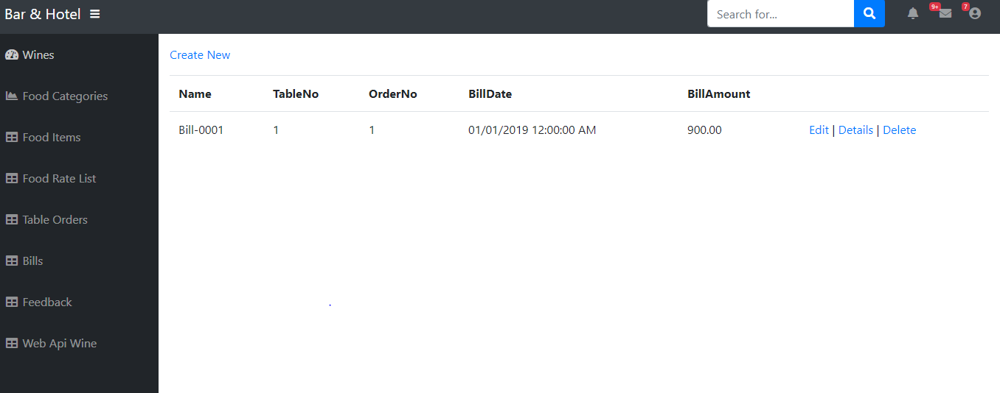 Bar & Hotel
Search for...
9+
7
Wines
Food Categories
Food Items
Food Rate List
Table Orders
Bills
Feedback
Web Api Wine
Create New
Name TableNo OrderNo BillDate BillAmount
Bill-0001 1 1 01/01/2019 12:00:00 AM 900.00 Edit | Details | Delete